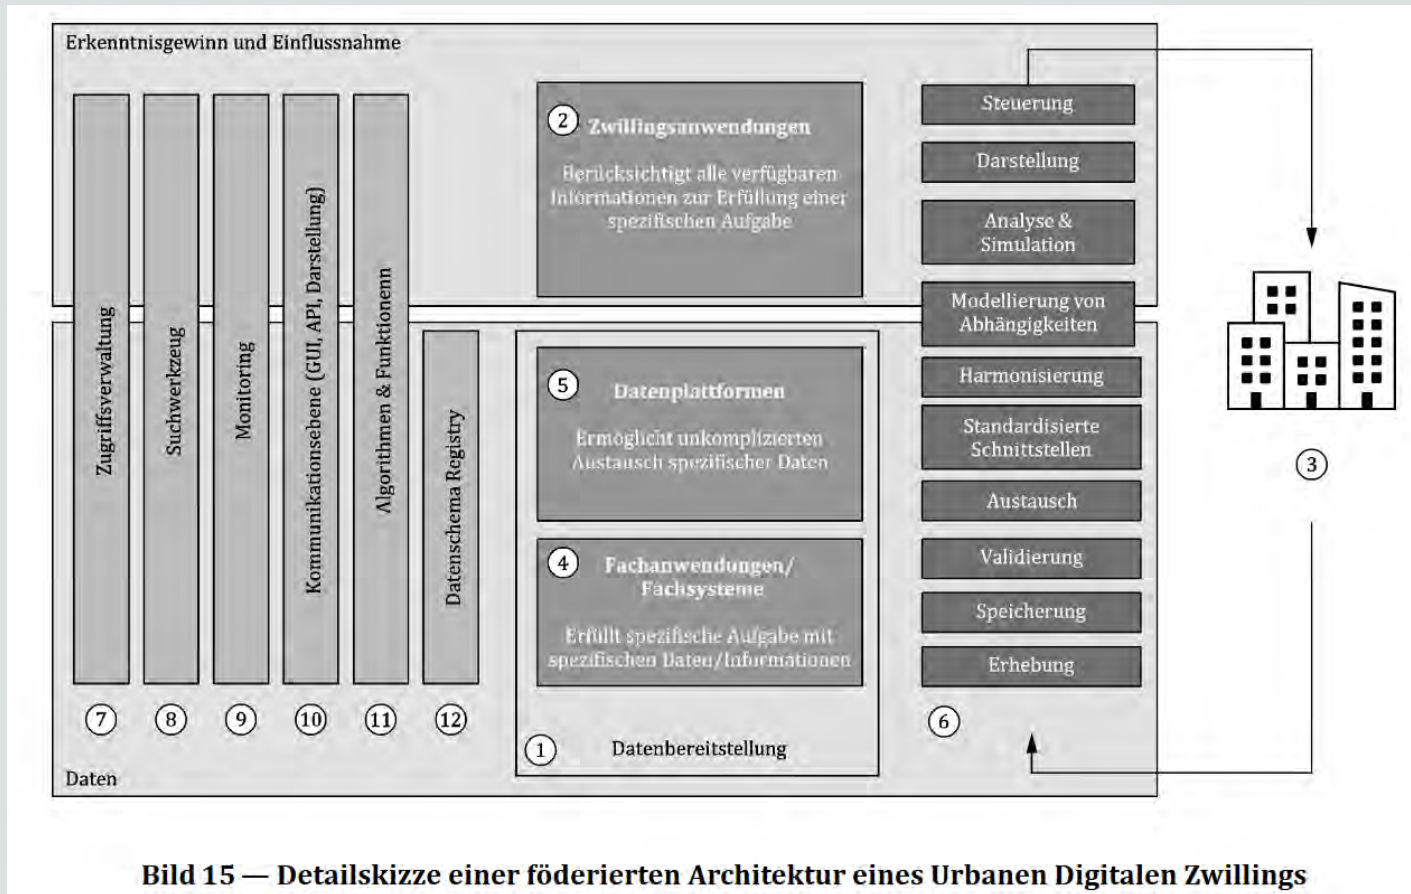 Erkenntnisgewinn und Einflussnahme
Zugriffsverwaltung
Suchwerkzeug
Monitoring
Kommunikationsebene (GUI, API, Darstellung)
Algorithmen & Funktionenn
Datenschema Registry
7
8
9
10
11
12
2
Zwillingsanwendungen
Berücksichtigt alle verfügbaren
Informationen zur Erfüllung einer
spezifischen Aufgabe
5
Datenplattformen
Ermöglicht unkomplizierten
Austausch spezifischer Daten
4
Fachanwendungen/
Fachsysteme
Erfüllt spezifische Aufgabe mit
spezifischen Daten/Informationen
1
Datenbereitstellung
Steuerung
Darstellung
Analyse &
Simulation
Modellierung von
Abhängigkeiten
Harmonisierung
Standardisierte
Schnittstellen
Austausch
Validierung
Speicherung
Erhebung
6
3
Daten
Bild 15 — Detailskizze einer föderierten Architektur eines Urbanen Digitalen Zwillings